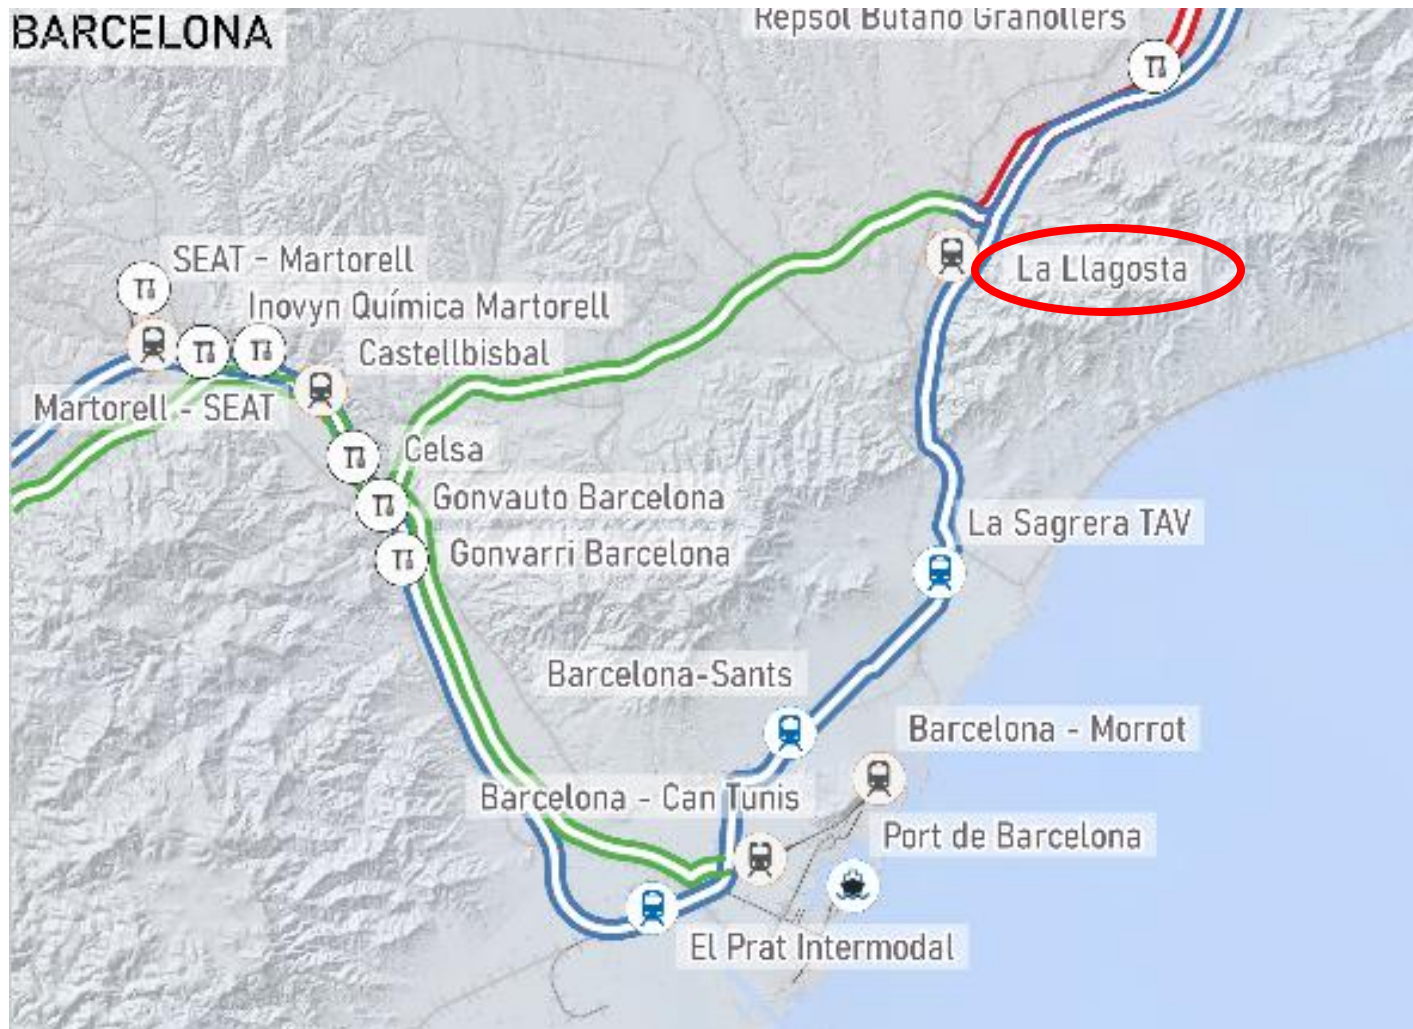 BARCELONA
Repsol Butano Granollers
SEAT - Martorell
La Llagosta
Inovyn Química Martorell
Castellbisbal
Martorell - SEAT
Celsa
Gonvauto Barcelona
La Sagrera TAV
Gonvarri Barcelona
Barcelona-Sants
Barcelona - Morrot
Barcelona - Can Tunis
Port de Barcelona
El Prat Intermodal